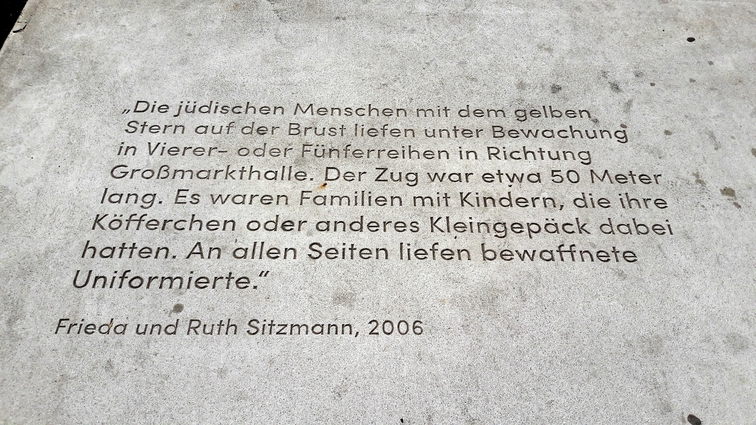 „Die jüdischen Menschen mit dem gelben
Stern auf der Brust liefen unter Bewachung
in Vierer- oder Fünferreihen in Richtung
Großmarkthalle. Der Zug war etwa 50 Meter
lang. Es waren Familien mit Kindern, die ihre
Köfferchen oder anderes Kleingepäck dabei
hatten. An allen Seiten liefen bewaffnete
Uniformierte.“
Frieda und Ruth Sitzmann, 2006